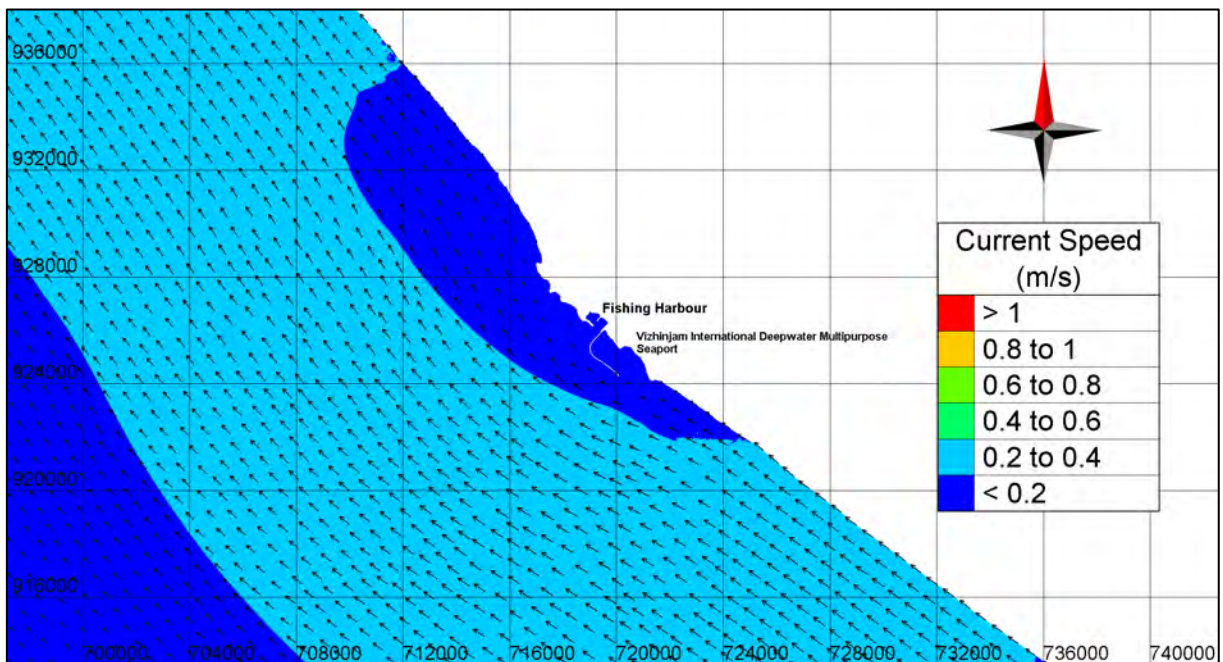 936000
932000
928000
924000
920000
916000
Fishing Harbour
Vizhinjam International Deepwater Multipurpose
Seaport
Current Speed
(m/s)
> 1
0.8 to 1
0.6 to 0.8
0.4 to 0.6
0.2 to 0.4
< 0.2
700000
704000
708000
712000
716000
720000
724000
732000
736000
740000